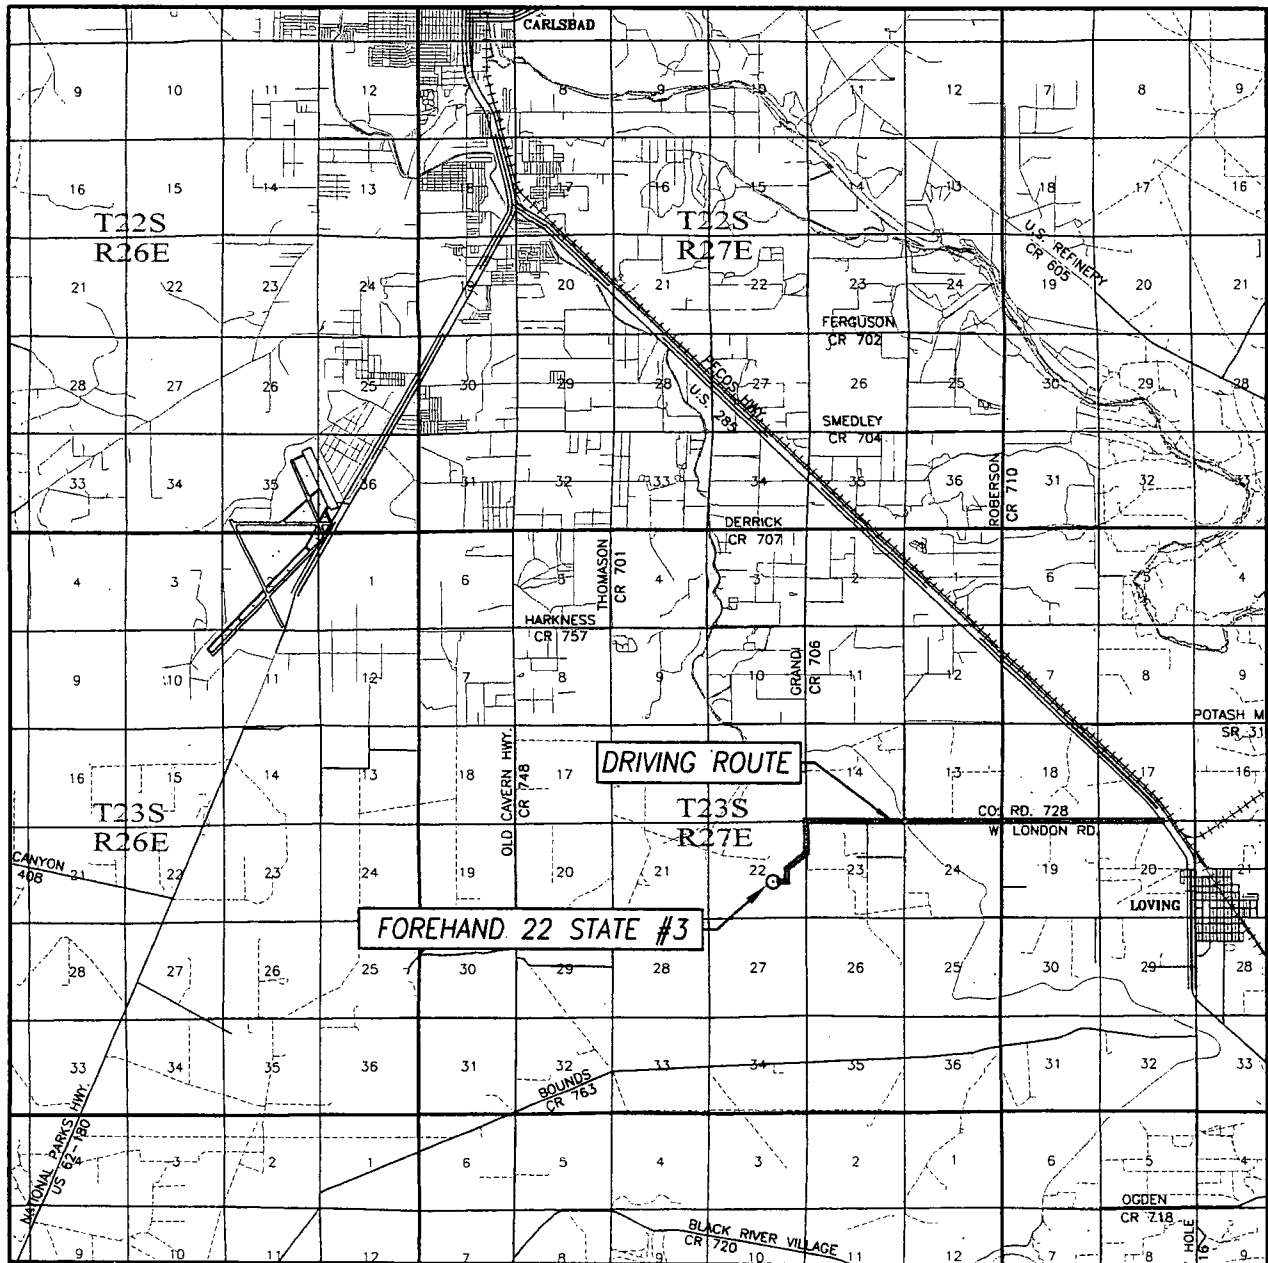 CARLSBAD
9 10 11 12 8 9 10 11 12 7 8 9
16 15 14 13 18 17 16 15 14 13 18 17 16
T22S
R26E
T22S
R27E
U.S. REFINERY
CR 605
21 22 23 24 19 20 21 22 23 24 19 20 21
FERGUSON
CR 702
28 27 26 25 30 29 28 27 26 25 30 29 28
PECOS HWY.
U.S. 285
SMEDLEY
CR 704
33 34 35 36 31 32 33 34 35 36 31 32 33
ROBERSON
CR 710
DERRICK
CR 707
4 3 2 1 6 5 4 3 2 1 6 5 4
THOMASON
CR 701
HARKNESS
CR 757
GRANDI
CR 706
9 10 11 12 7 8 9 10 11 12 7 8 9
POTASH M
SR 31
DRIVING ROUTE
16 15 14 13 18 17 14 13 18 17 16
OLD CAVERN HWY.
CR 748
T23S
R26E
T23S
R27E
CO. RD. 728
W. LONDON RD.
CANYON
408
21 22 23 24 19 20 21 22 23 24 19 20 21
LOVING
FOREHAND 22 STATE #3
28 27 26 25 30 29 28 27 26 25 30 29 28
33 34 35 36 31 32 33 34 35 36 31 32 33
BOUNDS
CR 763
NATIONAL PARKS HWY.
US 62-180
4 3 2 1 6 5 4 3 2 1 6 5 4
OGDEN
CR 718
BLACK RIVER VILLAGE
CR 720
HOLE
16
9 10 11 12 7 8 9 10 11 12 7 8 9